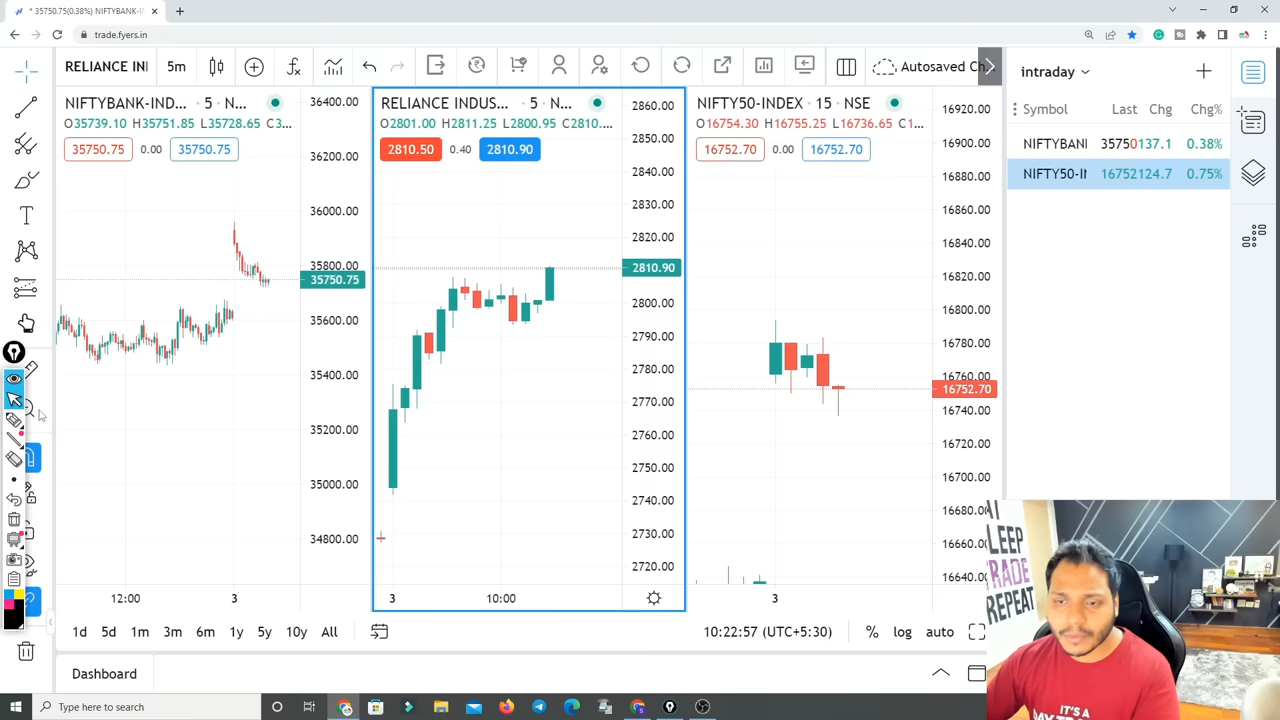 * 35750.75(0.38%) NIFTYBANK-
trade.fyers.in
RELIANCE INI
5m
Autosaved Ch
NIFTYBANK-IND... · 5 · N...
O35739.10 H35751.85 L35728.65 C3...
35750.75 0.00 35750.75
36400.00
36200.00
36000.00
35800.00
35750.75
35600.00
35400.00
35200.00
35000.00
34800.00
12:00 3
RELIANCE INDUS... · 5 · N...
O2801.00 H2811.25 L2800.95 C2810....
2810.50 0.40 2810.90
2860.00
2850.00
2840.00
2830.00
2820.00
2810.90
2800.00
2790.00
2780.00
2770.00
2760.00
2750.00
2740.00
2730.00
2720.00
3 10:00
NIFTY50-INDEX · 15 · NSE
O16754.30 H16755.25 L16736.65 C1...
16752.70 0.00 16752.70
16920.00
16900.00
16880.00
16860.00
16840.00
16820.00
16800.00
16780.00
16760.00
16752.70
16740.00
16720.00
16700.00
16680.0
16660.0
16640.0
3
intraday
Symbol Last Chg Chg%
NIFTYBANI 35750 137.1 0.38%
NIFTY50-II 16752 124.7 0.75%
1d 5d 1m 3m 6m 1y 5y 10y All
10:22:57 (UTC+5:30)
% log auto
Dashboard
Type here to search
SLEEP
TRADE
REPEAT
IT'S A
DAY